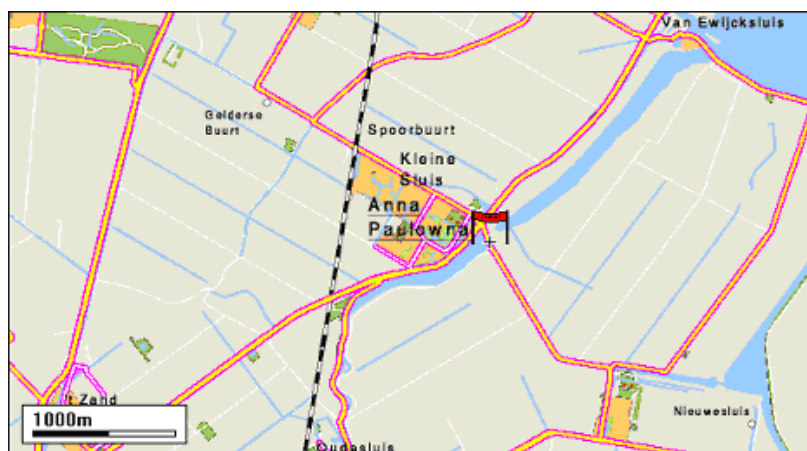 Van Ewijcksluis
Gelderse
Buurt
Spoorbuurt
Kleine
Sluis
Anna
Paulowna
't Zand
1000m
Nieuwesluis
Oudesluis